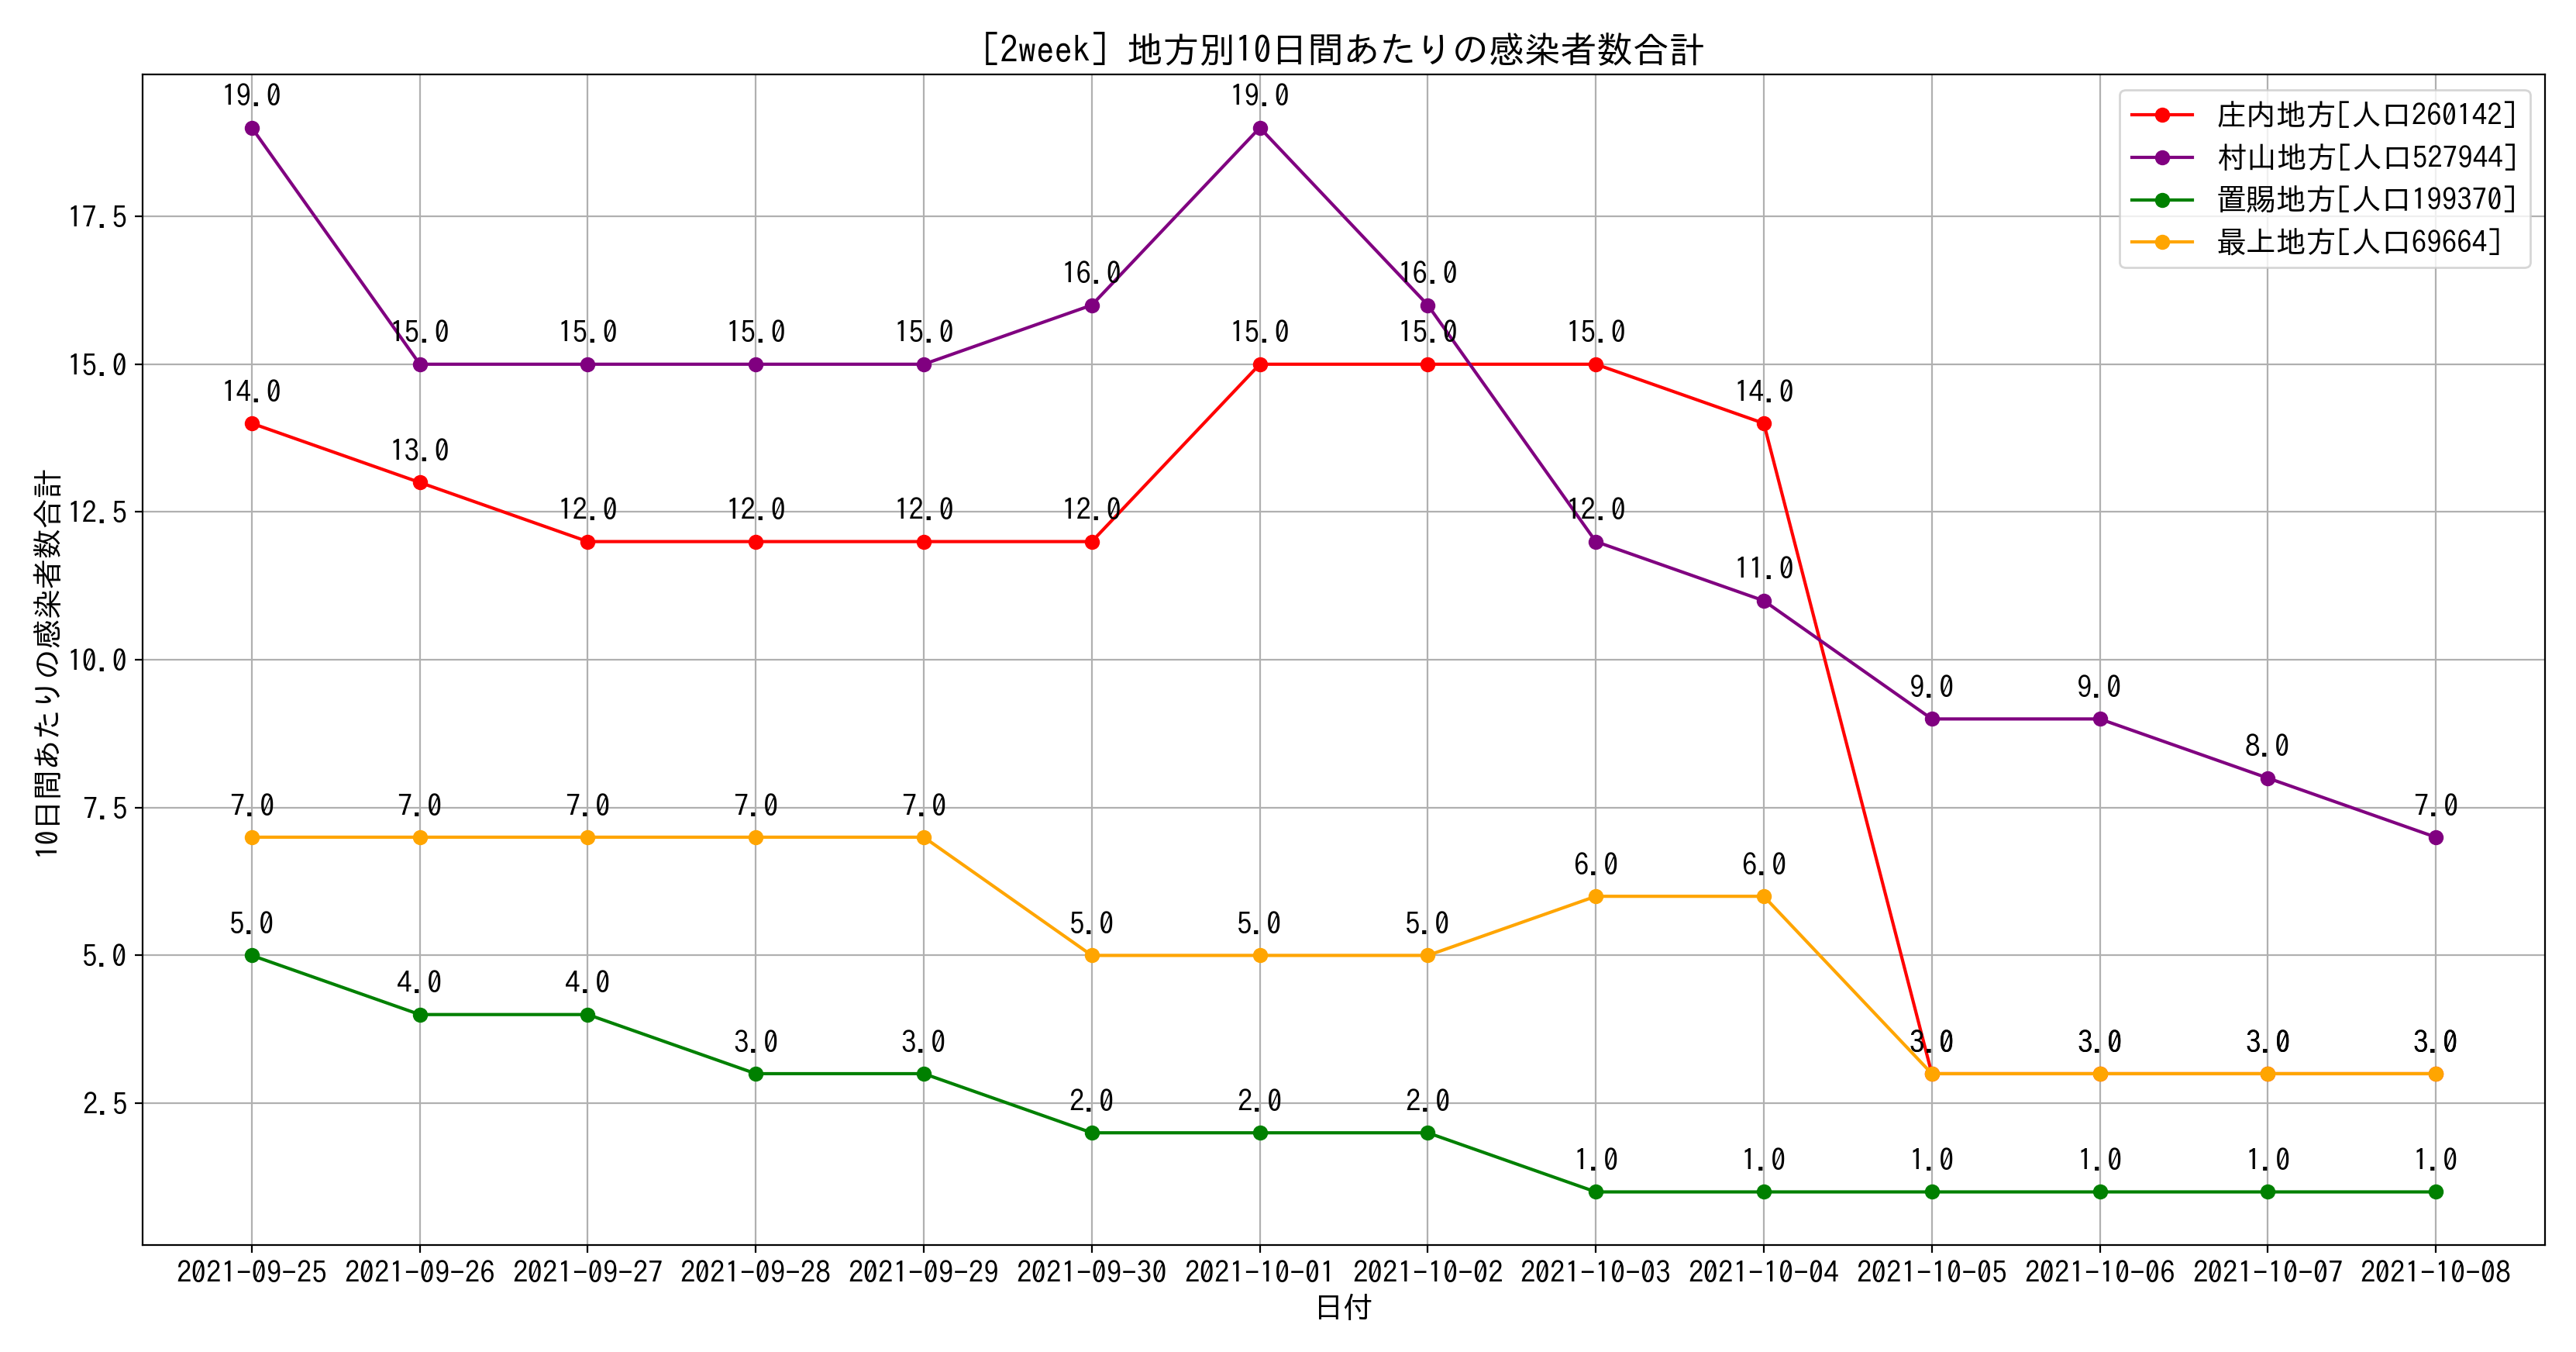 [2week] 地方別10日間あたりの感染者数合計
庄内地方[人口260142]
村山地方[人口527944]
置賜地方[人口199370]
最上地方[人口69664]
10日間あたりの感染者数合計
17.5
15.0
12.5
10.0
7.5
5.0
2.5
19.0 15.0 15.0 15.0 15.0 16.0 19.0 16.0 12.0 11.0 9.0 9.0 8.0 7.0
14.0 13.0 12.0 12.0 12.0 12.0 15.0 15.0 15.0 14.0 3.0 3.0 3.0 3.0
7.0 7.0 7.0 7.0 7.0 5.0 5.0 5.0 6.0 6.0
5.0 4.0 4.0 3.0 3.0 2.0 2.0 2.0 1.0 1.0 1.0 1.0 1.0 1.0
2021-09-25 2021-09-26 2021-09-27 2021-09-28 2021-09-29 2021-09-30 2021-10-01 2021-10-02 2021-10-03 2021-10-04 2021-10-05 2021-10-06 2021-10-07 2021-10-08
日付